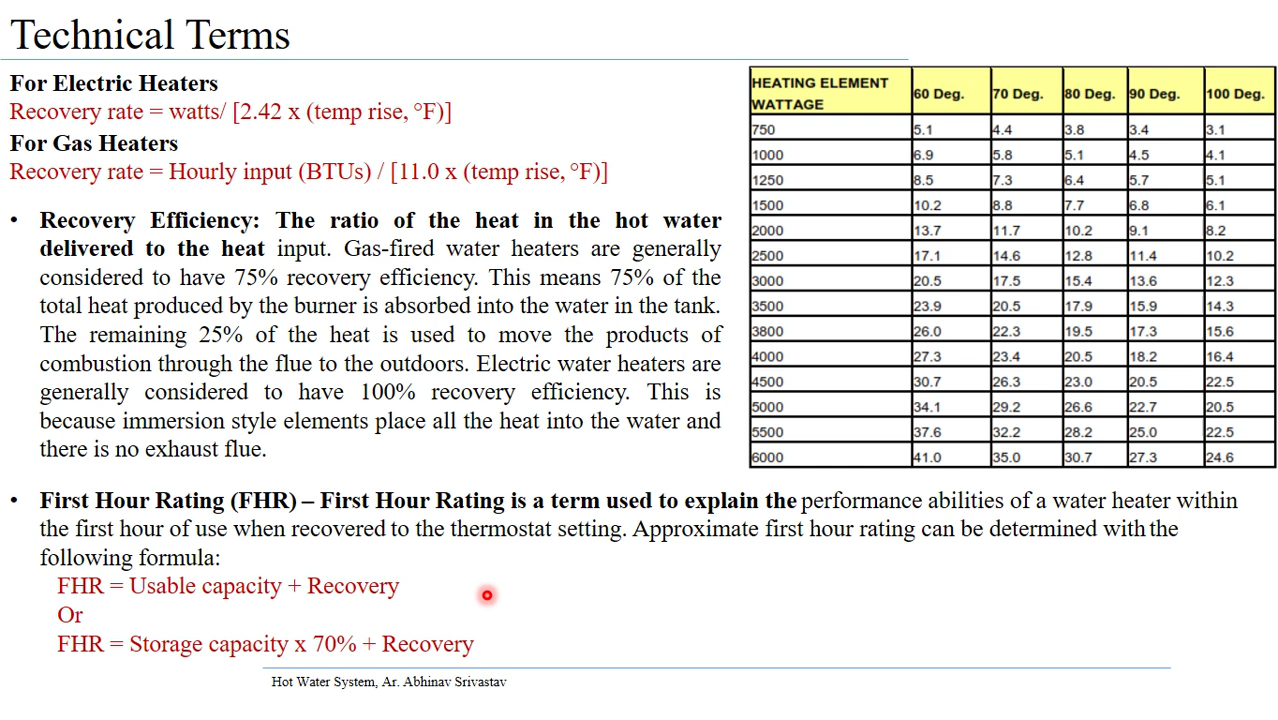 Technical Terms
For Electric Heaters
Recovery rate = watts/ [2.42 x (temp rise, °F)]
For Gas Heaters
Recovery rate = Hourly input (BTUs) / [11.0 x (temp rise, °F)]
• Recovery Efficiency: The ratio of the heat in the hot water
delivered to the heat input. Gas-fired water heaters are generally
considered to have 75% recovery efficiency. This means 75% of the
total heat produced by the burner is absorbed into the water in the tank.
The remaining 25% of the heat is used to move the products of
combustion through the flue to the outdoors. Electric water heaters are
generally considered to have 100% recovery efficiency. This is
because immersion style elements place all the heat into the water and
there is no exhaust flue.
HEATING ELEMENT
WATTAGE 60 Deg. 70 Deg. 80 Deg. 90 Deg. 100 Deg.
750 5.1 4.4 3.8 3.4 3.1
1000 6.9 5.8 5.1 4.5 4.1
1250 8.5 7.3 6.4 5.7 5.1
1500 10.2 8.8 7.7 6.8 6.1
2000 13.7 11.7 10.2 9.1 8.2
2500 17.1 14.6 12.8 11.4 10.2
3000 20.5 17.5 15.4 13.6 12.3
3500 23.9 20.5 17.9 15.9 14.3
3800 26.0 22.3 19.5 17.3 15.6
4000 27.3 23.4 20.5 18.2 16.4
4500 30.7 26.3 23.0 20.5 22.5
5000 34.1 29.2 26.6 22.7 20.5
5500 37.6 32.2 28.2 25.0 22.5
6000 41.0 35.0 30.7 27.3 24.6
• First Hour Rating (FHR) – First Hour Rating is a term used to explain the performance abilities of a water heater within
the first hour of use when recovered to the thermostat setting. Approximate first hour rating can be determined with the
following formula:
FHR = Usable capacity + Recovery
Or
FHR = Storage capacity x 70% + Recovery
Hot Water System, Ar. Abhinav Srivastav